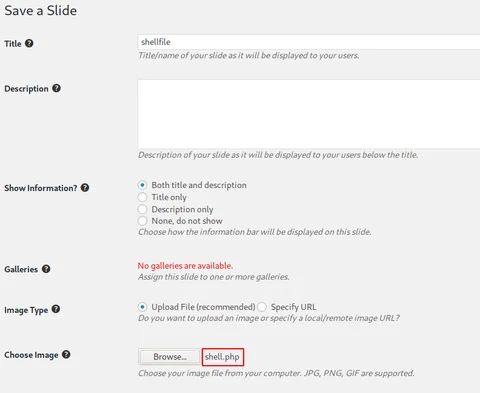 Save a Slide
Title
shellfile
Title/name of your slide as it will be displayed to your users.
Description
Description of your slide as it will be displayed to your users below the title.
Show Information?
Both title and description
Title only
Description only
None, do not show
Choose how the information bar will be displayed on this slide.
Galleries
No galleries are available.
Assign this slide to one or more galleries.
Image Type
Upload File (recommended) Specify URL
Do you want to upload an image or specify a local/remote image URL?
Choose Image
Browse... shell.php
Choose your image file from your computer. JPG, PNG, GIF are supported.